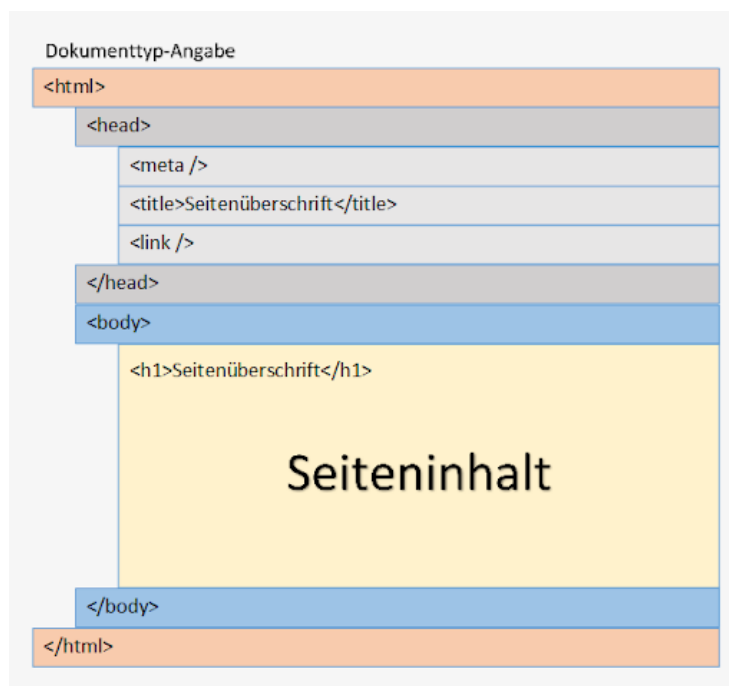 Dokumenttyp-Angabe
<html>
<head>
<meta />
<title>Seitenüberschrift</title>
<link />
</head>
<body>
<h1>Seitenüberschrift</h1>
Seiteninhalt
</body>
</html>